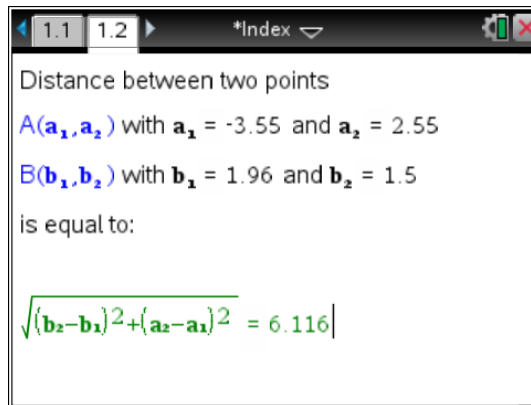 1.1 1.2 *Index
Distance between two points
A(a₁,a₂) with a₁ = -3.55 and a₂ = 2.55
B(b₁,b₂) with b₁ = 1.96 and b₂ = 1.5
is equal to:
√((b₂-b₁)²+(a₂-a₁)²) = 6.116